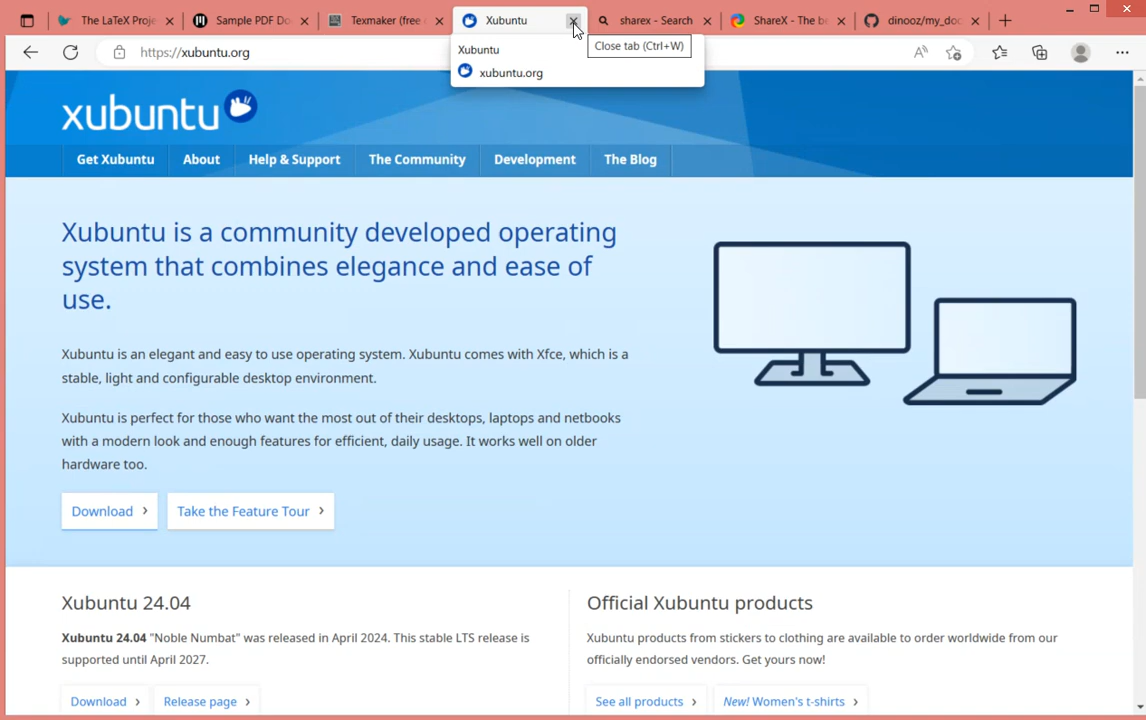 The LaTeX Proje
Sample PDF Do
Texmaker (free
Xubuntu
sharex - Search
ShareX - The be
dinooz/my_doc
https://xubuntu.org
Xubuntu
xubuntu.org
Close tab (Ctrl+W)
xubuntu
Get Xubuntu
About
Help & Support
The Community
Development
The Blog
Xubuntu is a community developed operating
system that combines elegance and ease of
use.
Xubuntu is an elegant and easy to use operating system. Xubuntu comes with Xfce, which is a
stable, light and configurable desktop environment.
Xubuntu is perfect for those who want the most out of their desktops, laptops and netbooks
with a modern look and enough features for efficient, daily usage. It works well on older
hardware too.
Download
Take the Feature Tour
Xubuntu 24.04
Xubuntu 24.04 "Noble Numbat" was released in April 2024. This stable LTS release is
supported until April 2027.
Download
Release page
Official Xubuntu products
Xubuntu products from stickers to clothing are available to order worldwide from our
officially endorsed vendors. Get yours now!
See all products
New! Women's t-shirts